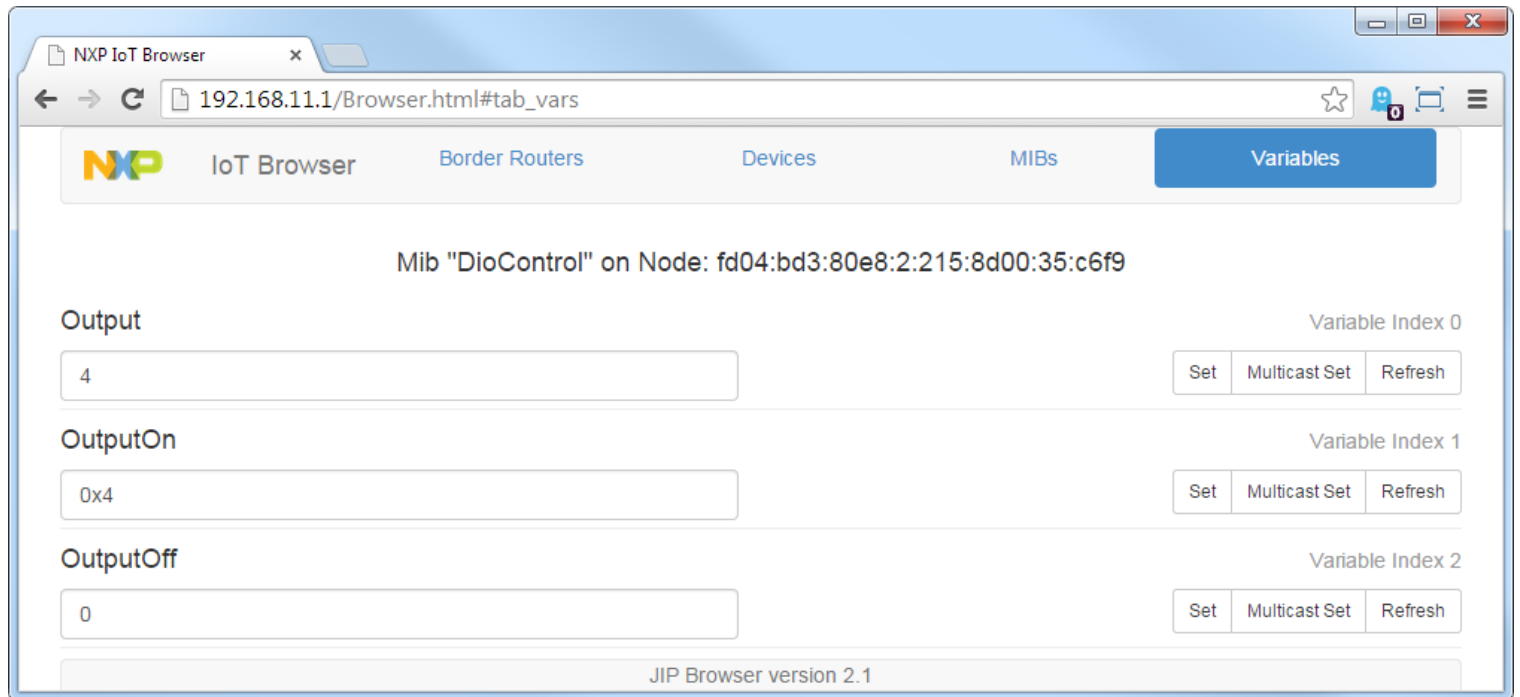 NXP IoT Browser
192.168.11.1/Browser.html#tab_vars
0
NXP IoT Browser Border Routers Devices MIBs Variables
Mib "DioControl" on Node: fd04:bd3:80e8:2:215:8d00:35:c6f9
Output Variable Index 0
4 Set Multicast Set Refresh
OutputOn Variable Index 1
0x4 Set Multicast Set Refresh
OutputOff Variable Index 2
0 Set Multicast Set Refresh
JIP Browser version 2.1